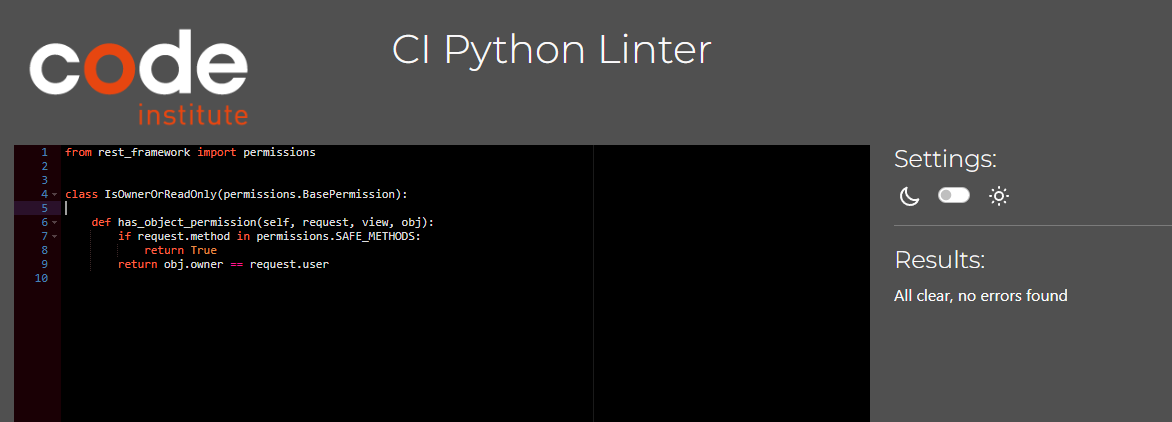 code
institute
CI Python Linter
1 from rest_framework import permissions
2
3
4 class IsOwnerOrReadOnly(permissions.BasePermission):
5
6     def has_object_permission(self, request, view, obj):
7         if request.method in permissions.SAFE_METHODS:
8             return True
9         return obj.owner == request.user
10
Settings:
Results:
All clear, no errors found